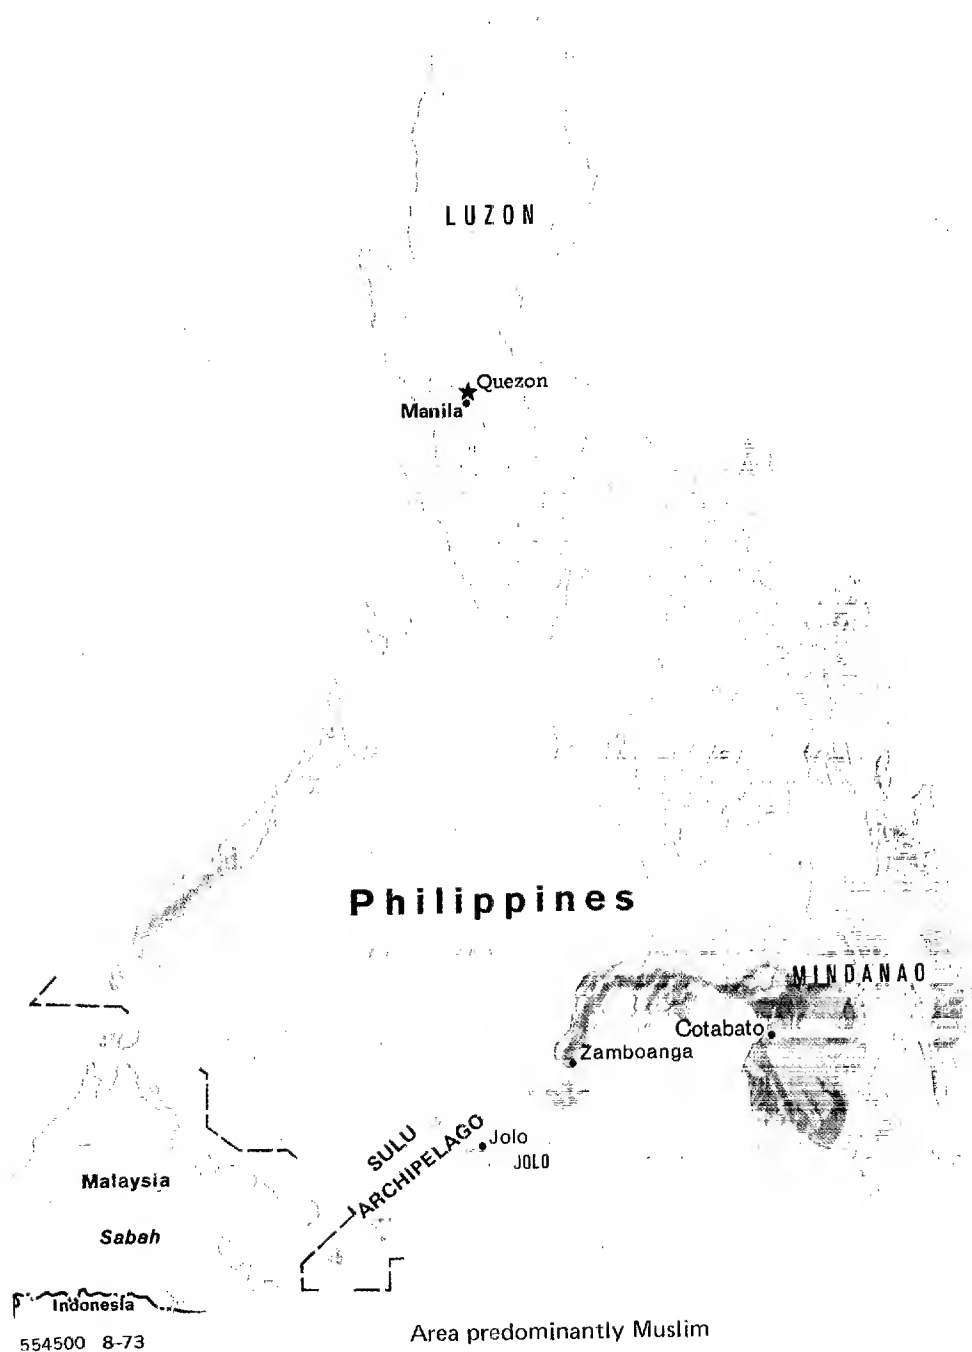 LUZON
Quezon
Manila
Philippines
MINDANAO
Cotabato
Zamboanga
SULU
ARCHIPELAGO
Jolo
JOLO
Malaysia
Sabah
Indonesia
554500 8-73
Area predominantly Muslim